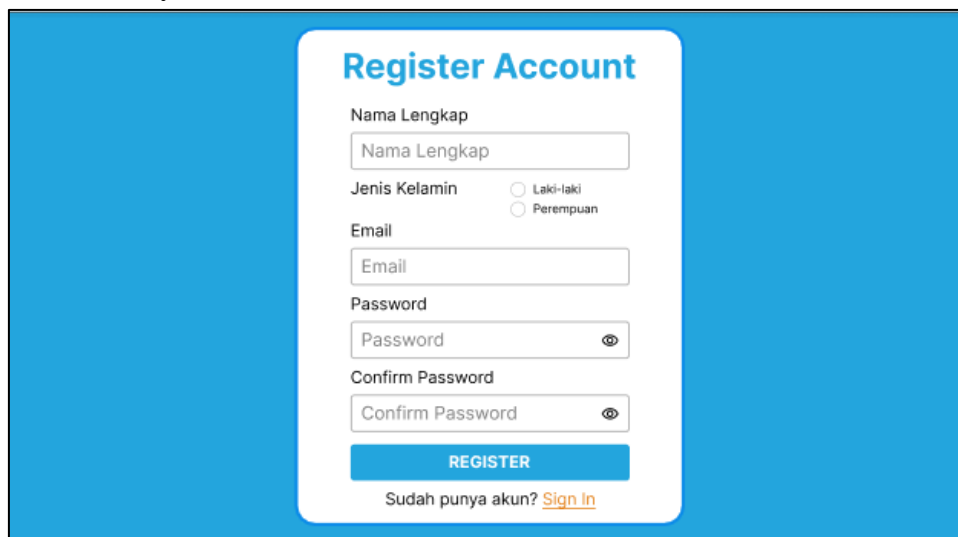 Register Account
Nama Lengkap
Nama Lengkap
Jenis Kelamin Laki-laki
Perempuan
Email
Email
Password
Password
Confirm Password
Confirm Password
REGISTER
Sudah punya akun? Sign In